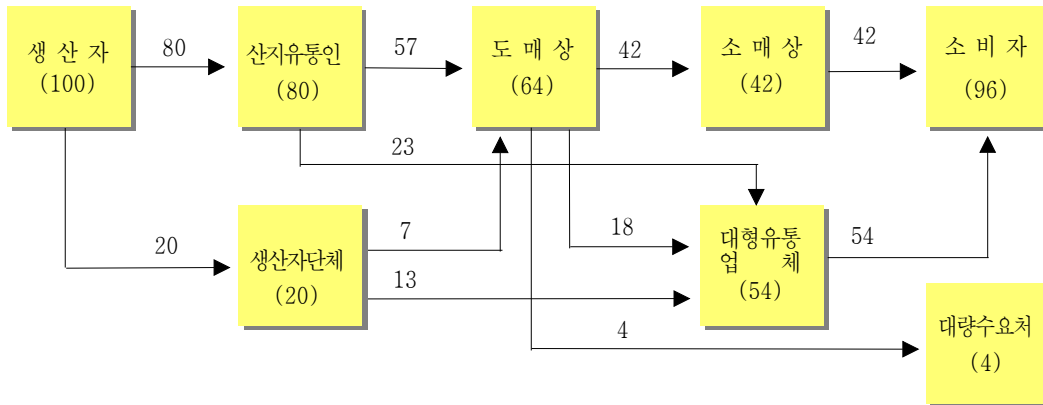 생 산 자
(100)
80
산지유통인
(80)
57
도 매 상
(64)
42
소 매 상
(42)
42
소 비 자
(96)
23
20
생산자단체
(20)
7
13
18
대형유통
업 체
(54)
54
4
대량수요처
(4)